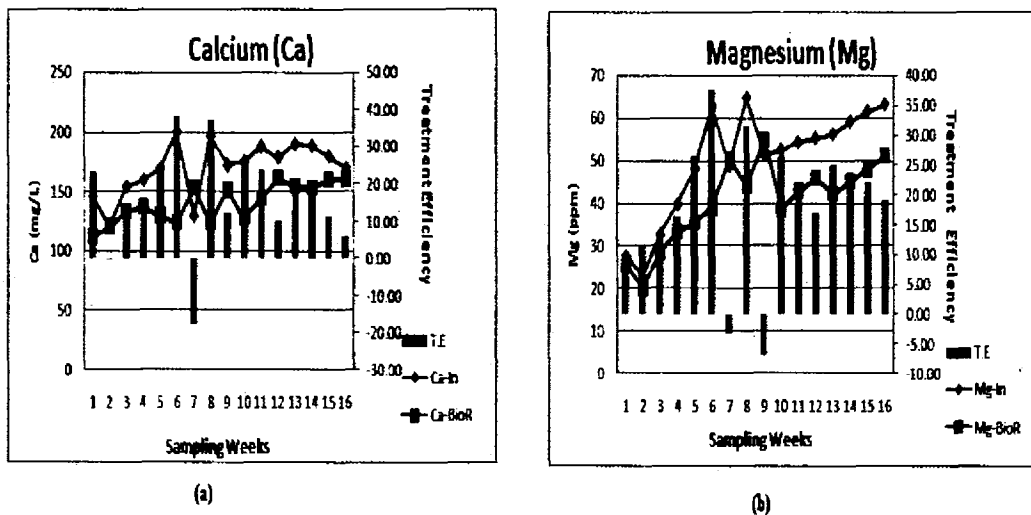 Calcium (Ca)
250
200
150
100
50
0
Ca (mg/L)
50.00
40.00
30.00
20.00
10.00
0.00
-10.00
-20.00
-30.00
Treatment Efficiency
T.E
Ca-In
Ca-BioR
1 2 3 4 5 6 7 8 9 10 11 12 13 14 15 16
Sampling Weeks
(a)
Magnesium (Mg)
70
60
50
40
30
20
10
0
Mg (ppm)
40.00
35.00
30.00
25.00
20.00
15.00
10.00
5.00
0.00
-5.00
-10.00
Treatment Efficiency
T.E
Mg-In
Mg-BioR
1 2 3 4 5 6 7 8 9 10 11 12 13 14 15 16
Sampling Weeks
(b)